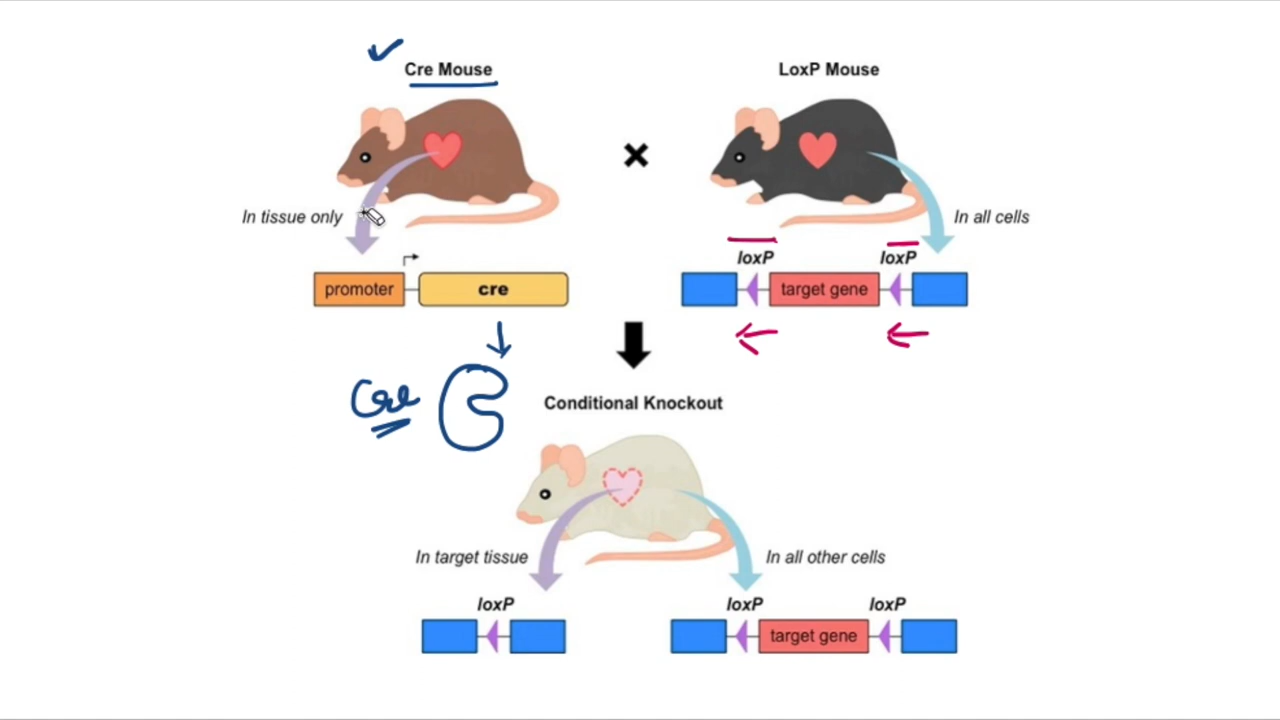 Cre Mouse
LoxP Mouse
In tissue only
In all cells
loxP
loxP
promoter
cre
target gene
Cre
Conditional Knockout
In target tissue
In all other cells
loxP
loxP
loxP
target gene